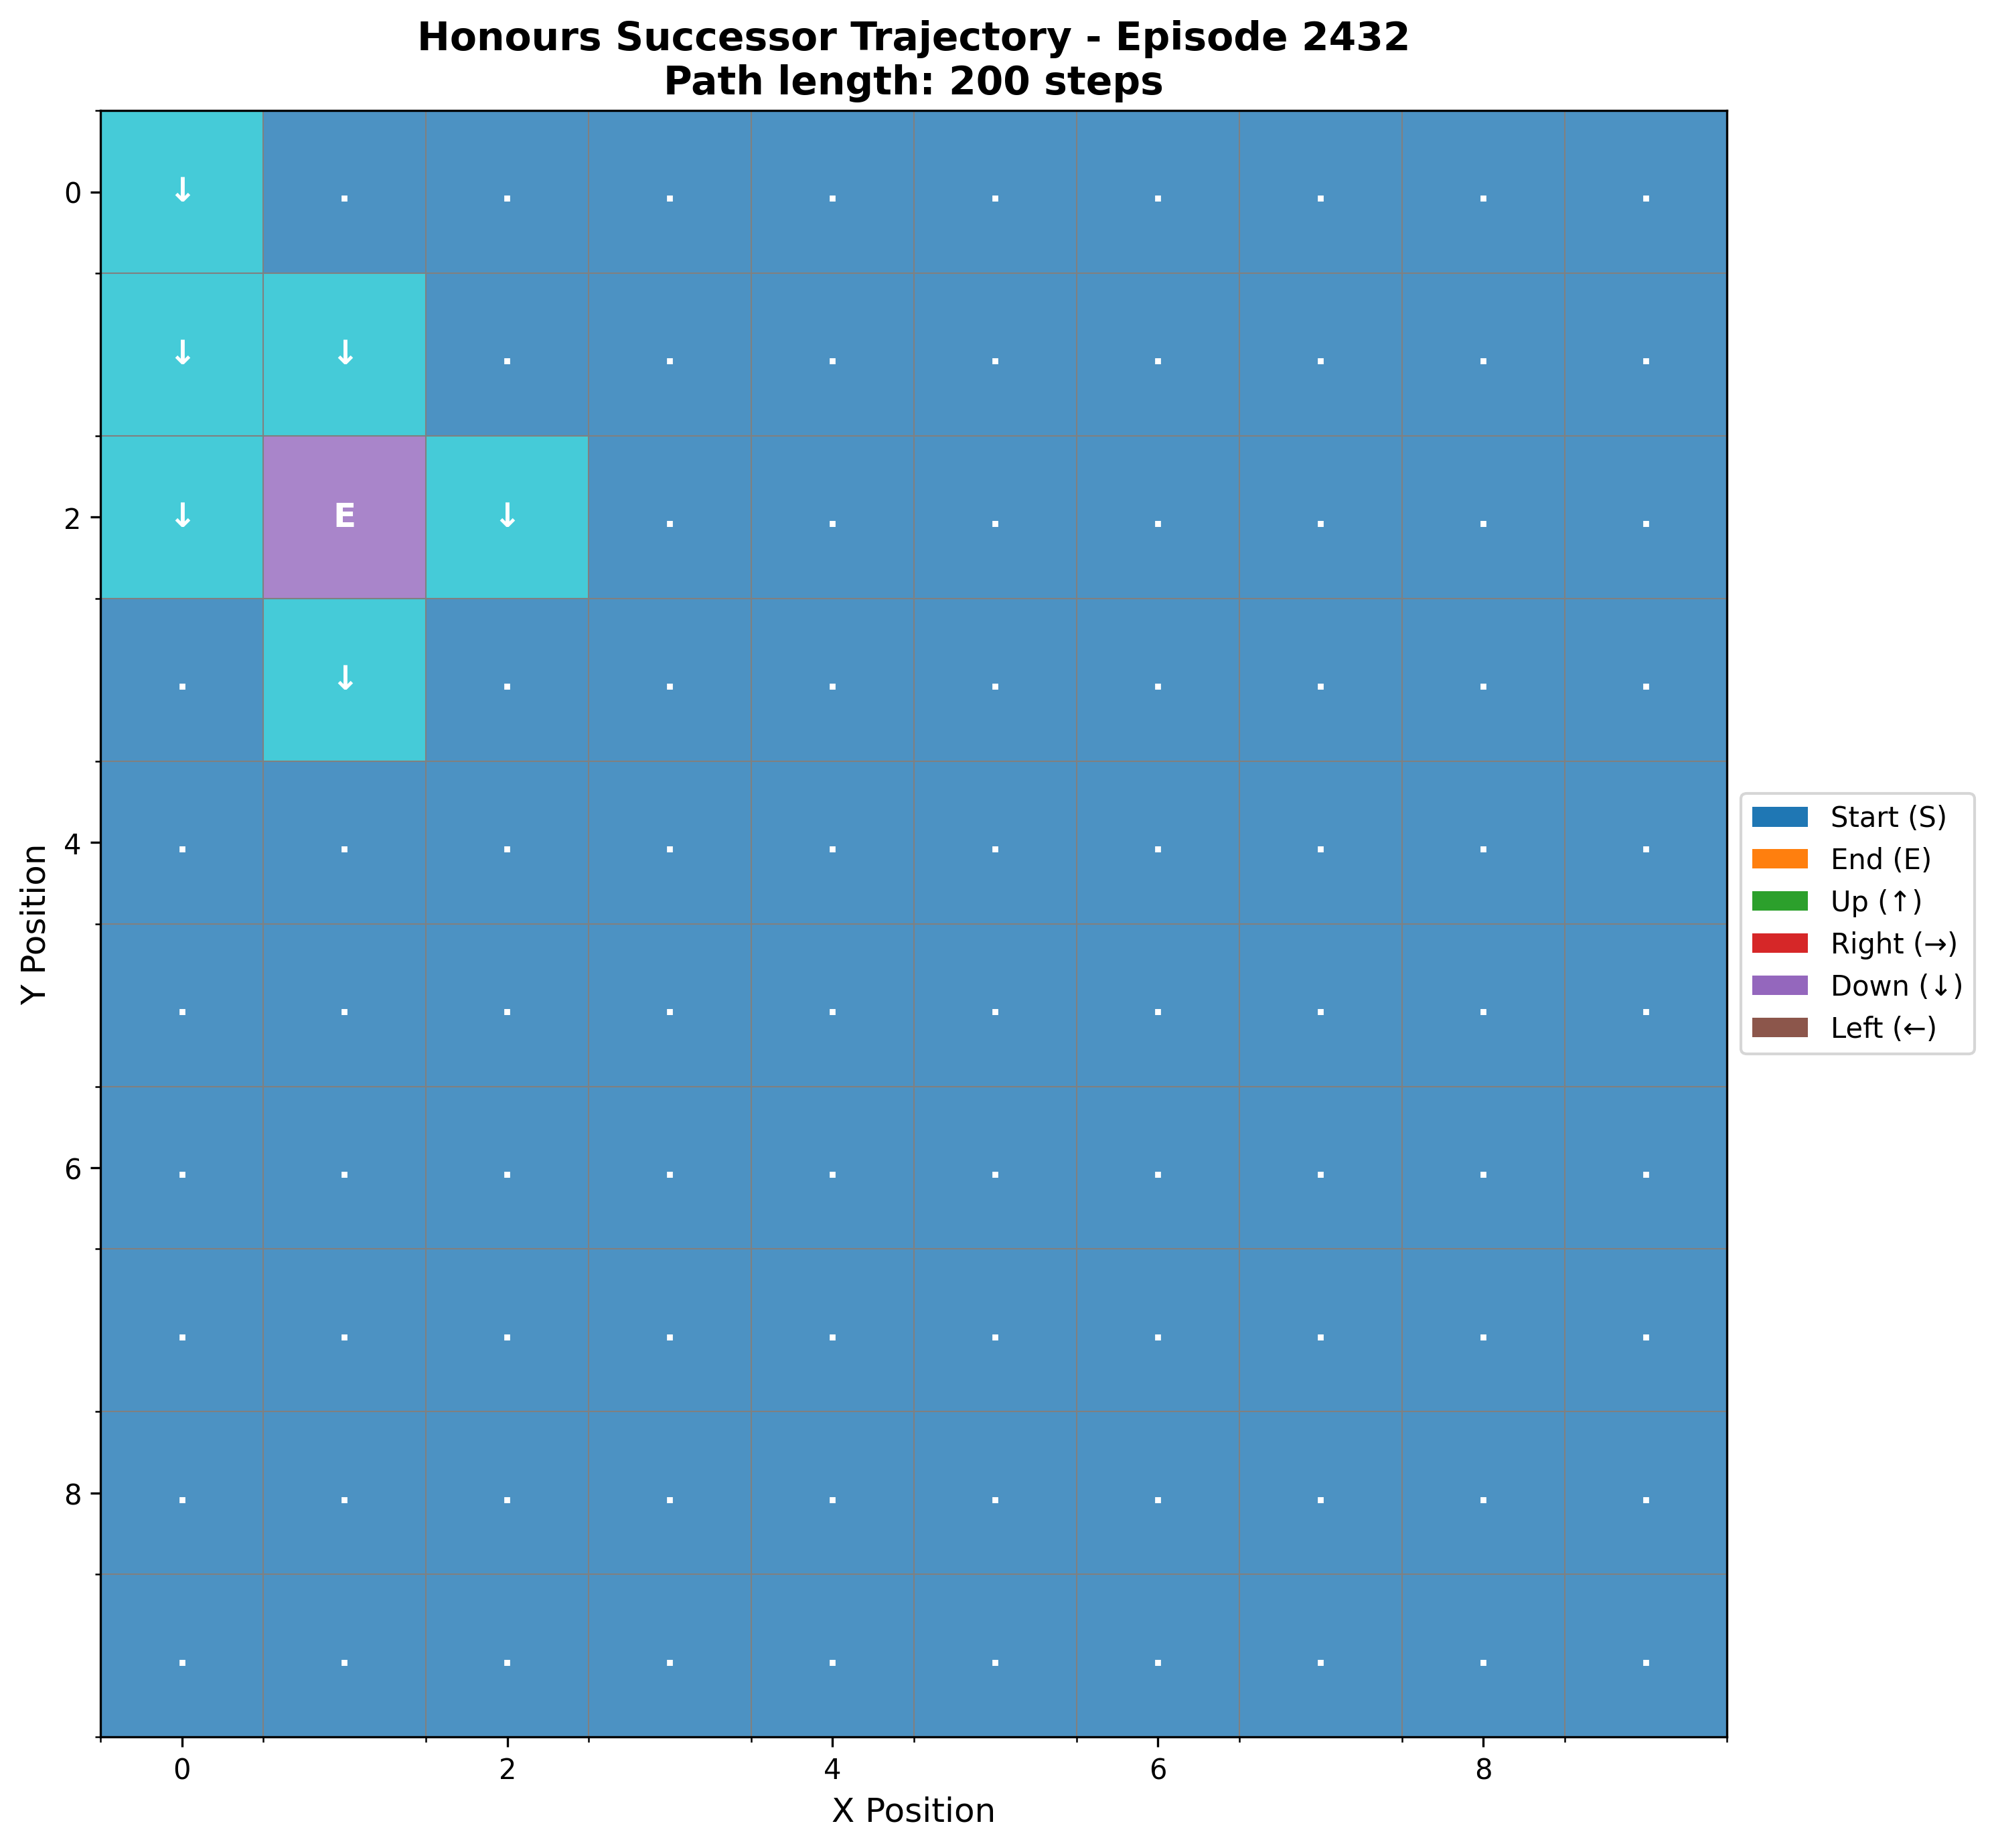 Honours Successor Trajectory - Episode 2432
Path length: 200 steps
0
↓ . . . . . . . . .
↓ ↓ . . . . . . . .
2
↓ E ↓ . . . . . . .
. ↓ . . . . . . . .
4
. . . . . . . . . .
. . . . . . . . . .
6
. . . . . . . . . .
. . . . . . . . . .
8
. . . . . . . . . .
. . . . . . . . . .
0 2 4 6 8
X Position
Y Position
Start (S)
End (E)
Up (↑)
Right (→)
Down (↓)
Left (←)